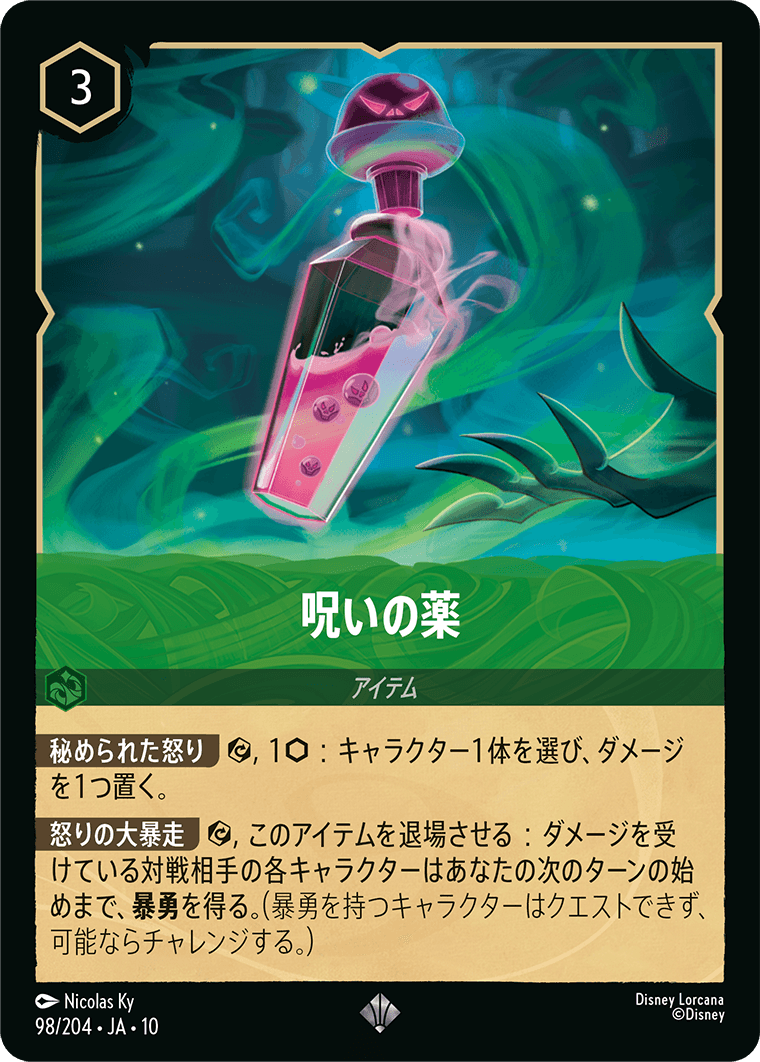 3
呪いの薬
アイテム
秘められた怒り , 1 : キャラクター1体を選び、ダメージ
を1つ置く。
怒りの大暴走 , このアイテムを退場させる : ダメージを受
けている対戦相手の各キャラクターはあなたの次のターンの始
めまで、暴勇を得る。(暴勇を持つキャラクターはクエストできず、
可能ならチャレンジする。)
Nicolas Ky
Disney Lorcana
98/204 • JA • 10
©Disney